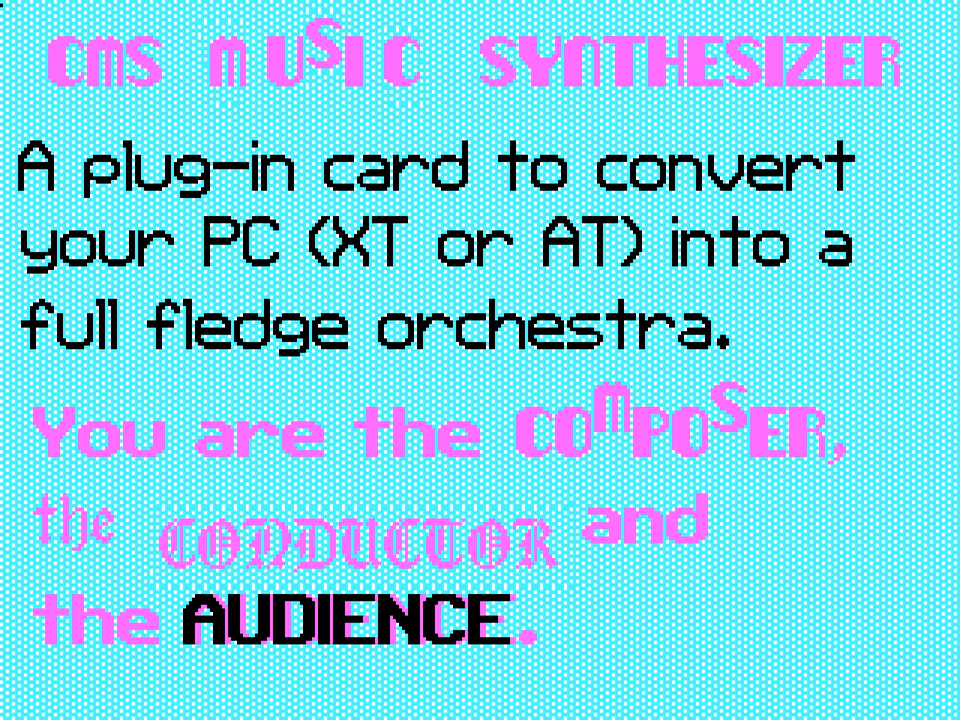 CMS MUSIC SYNTHESIZER
A plug-in card to convert
your PC (XT or AT) into a
full fledge orchestra.
You are the COMPOSER,
the CONDUCTOR and
the AUDIENCE.